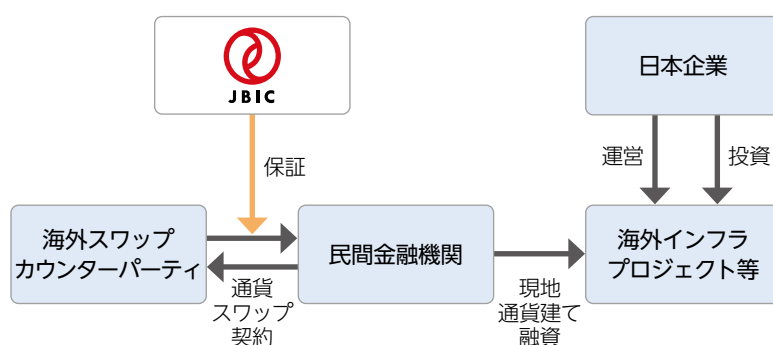 JBIC
日本企業
保証
運営
投資
海外スワップ
カウンターパーティ
民間金融機関
海外インフラ
プロジェクト等
通貨
スワップ
契約
現地
通貨建て
融資